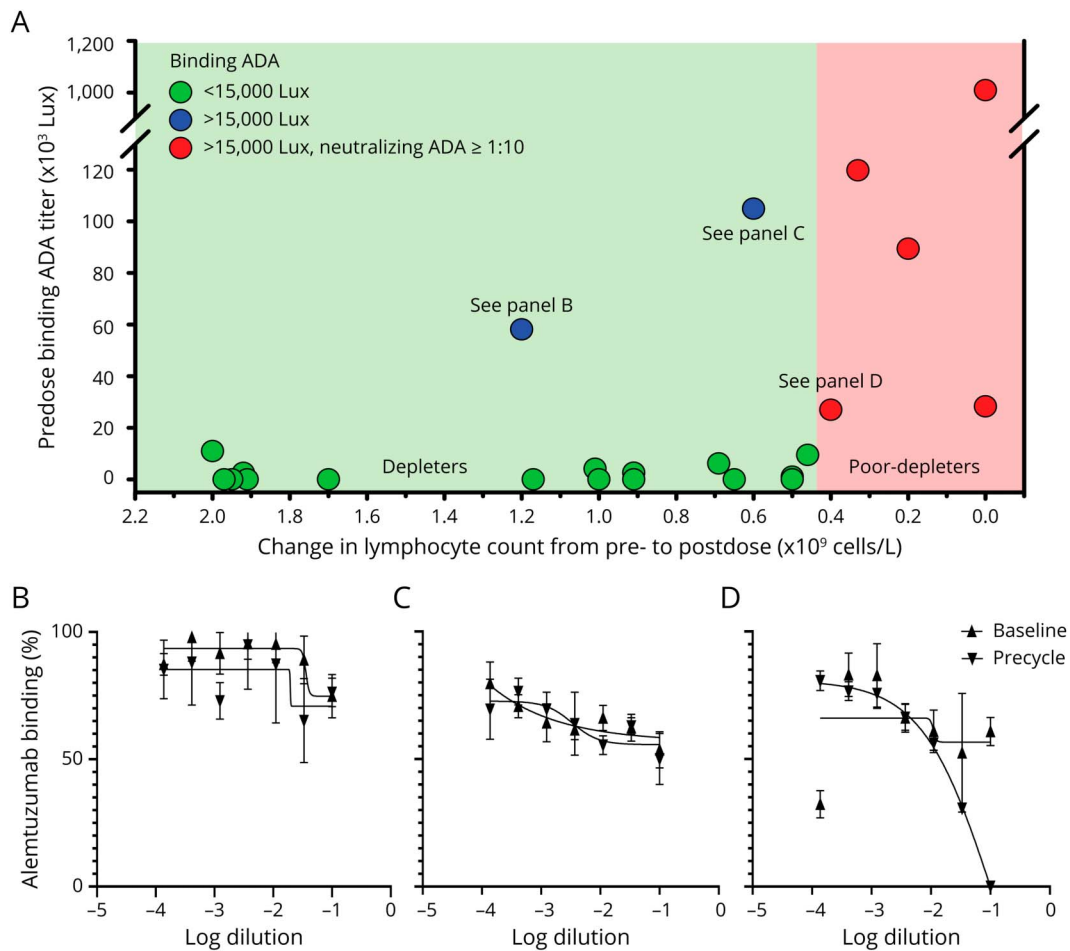 A
Binding ADA
<15,000 Lux
>15,000 Lux
>15,000 Lux, neutralizing ADA ≥ 1:10
Predose binding ADA titer (x10³ Lux)
1,200
1,000
120
100
80
60
40
20
0
See panel C
See panel B
See panel D
Depleters
Poor-depleters
2.2 2.0 1.8 1.6 1.4 1.2 1.0 0.8 0.6 0.4 0.2 0.0
Change in lymphocyte count from pre- to postdose (x10⁹ cells/L)
B
Alemtuzumab binding (%)
100
50
0
–5 –4 –3 –2 –1 0
Log dilution
C
–5 –4 –3 –2 –1 0
Log dilution
D
Baseline
Precycle
–5 –4 –3 –2 –1 0
Log dilution